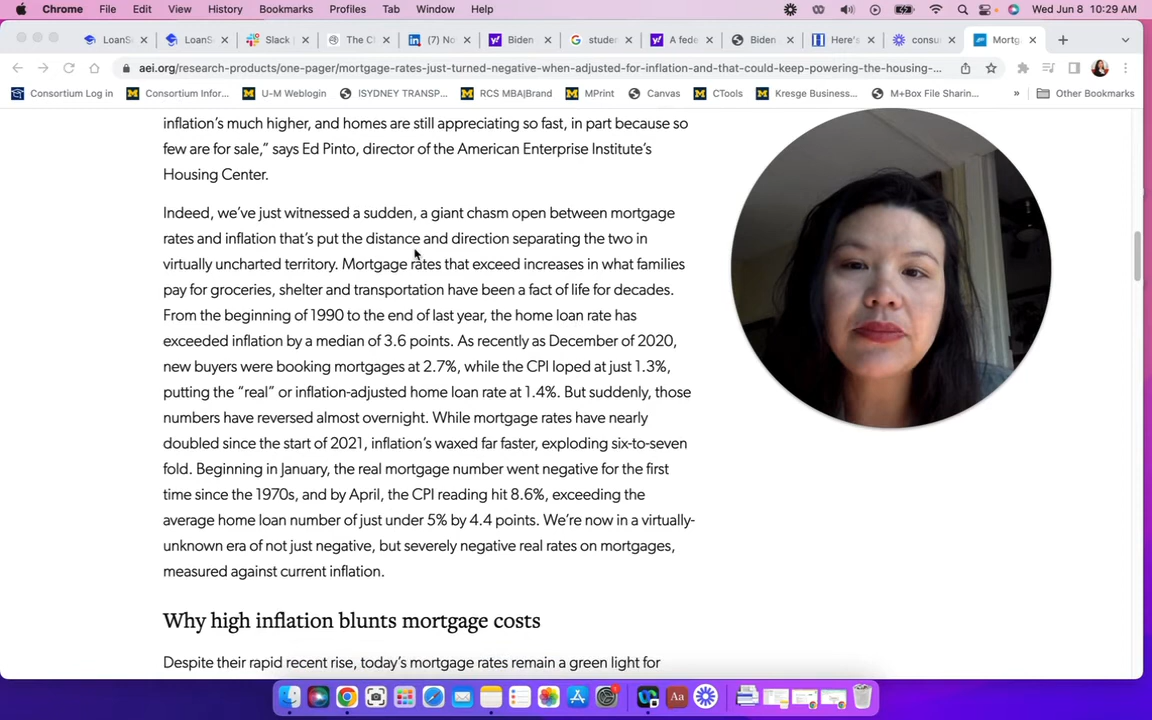 Chrome File Edit View History Bookmarks Profiles Tab Window Help Wed Jun 8 10:29 AM
LoanS LoanS Slack The C (7) No Biden stude A fede Biden Here's consu Mortg
aei.org/research-products/one-pager/mortgage-rates-just-turned-negative-when-adjusted-for-inflation-and-that-could-keep-powering-the-housing-...
Consortium Log in Consortium Infor... U-M Weblogin ISYDNEY TRANSP... RCS MBA|Brand MPrint Canvas CTools Kresge Business... M+Box File Sharin... » Other Bookmarks
inflation's much higher, and homes are still appreciating so fast, in part because so
few are for sale,” says Ed Pinto, director of the American Enterprise Institute's
Housing Center.
Indeed, we've just witnessed a sudden, a giant chasm open between mortgage
rates and inflation that's put the distance and direction separating the two in
virtually uncharted territory. Mortgage rates that exceed increases in what families
pay for groceries, shelter and transportation have been a fact of life for decades.
From the beginning of 1990 to the end of last year, the home loan rate has
exceeded inflation by a median of 3.6 points. As recently as December of 2020,
new buyers were booking mortgages at 2.7%, while the CPI loped at just 1.3%,
putting the “real” or inflation-adjusted home loan rate at 1.4%. But suddenly, those
numbers have reversed almost overnight. While mortgage rates have nearly
doubled since the start of 2021, inflation's waxed far faster, exploding six-to-seven
fold. Beginning in January, the real mortgage number went negative for the first
time since the 1970s, and by April, the CPI reading hit 8.6%, exceeding the
average home loan number of just under 5% by 4.4 points. We're now in a virtually-
unknown era of not just negative, but severely negative real rates on mortgages,
measured against current inflation.
Why high inflation blunts mortgage costs
Despite their rapid recent rise, today's mortgage rates remain a green light for
Aa